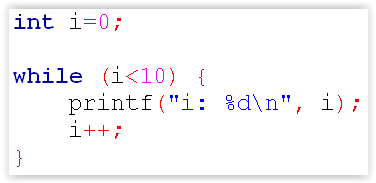 int i=0;

while (i<10) {
    printf("i: %d\n", i);
    i++;
}